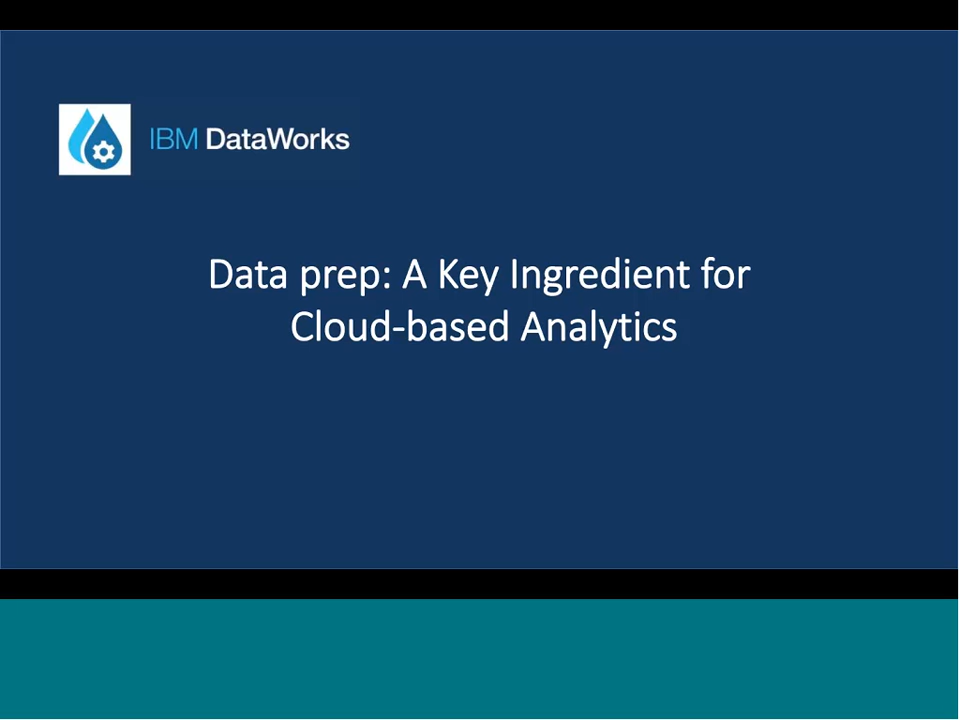 IBM DataWorks
Data prep: A Key Ingredient for
Cloud-based Analytics